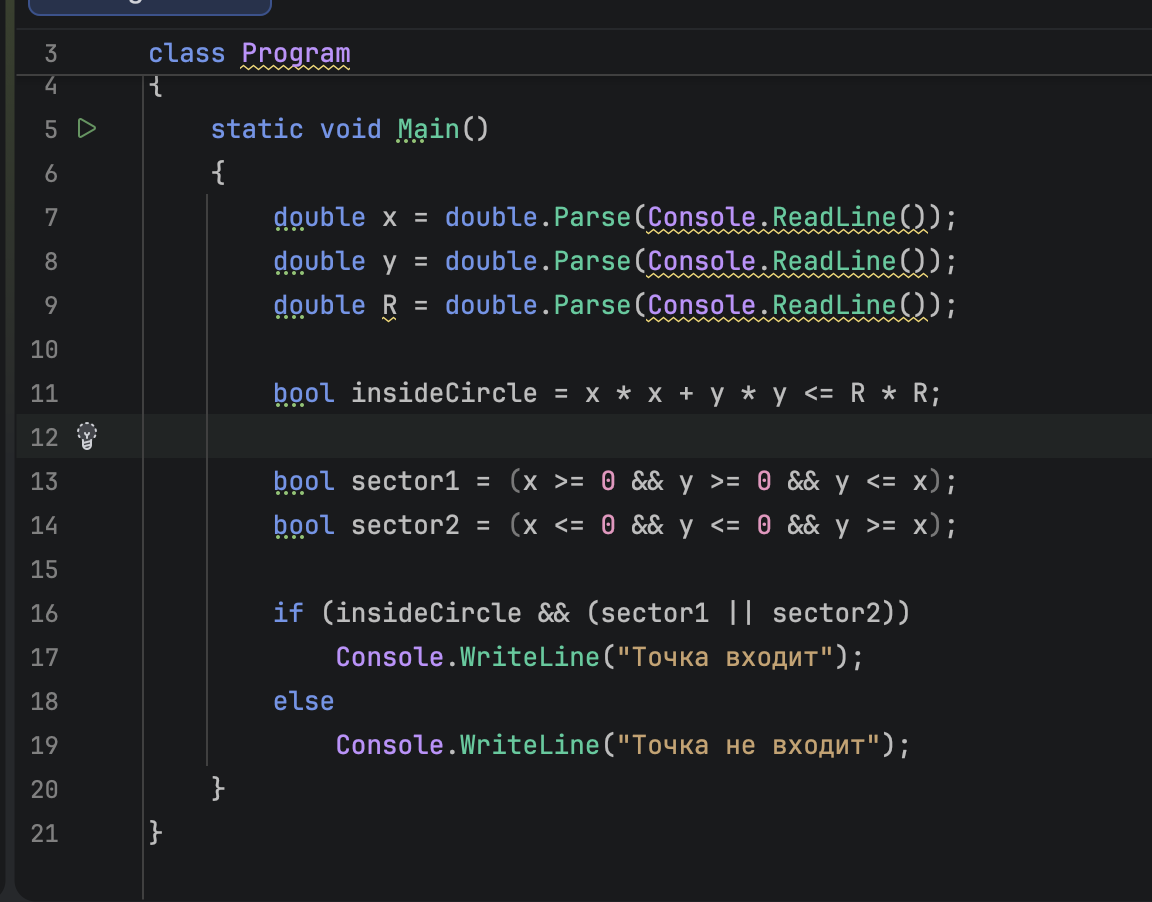 3 class Program
4 {
5 static void Main()
6 {
7 double x = double.Parse(Console.ReadLine());
8 double y = double.Parse(Console.ReadLine());
9 double R = double.Parse(Console.ReadLine());
10
11 bool insideCircle = x * x + y * y <= R * R;
12
13 bool sector1 = (x >= 0 && y >= 0 && y <= x);
14 bool sector2 = (x <= 0 && y <= 0 && y >= x);
15
16 if (insideCircle && (sector1 || sector2))
17 Console.WriteLine("Точка входит");
18 else
19 Console.WriteLine("Точка не входит");
20 }
21 }